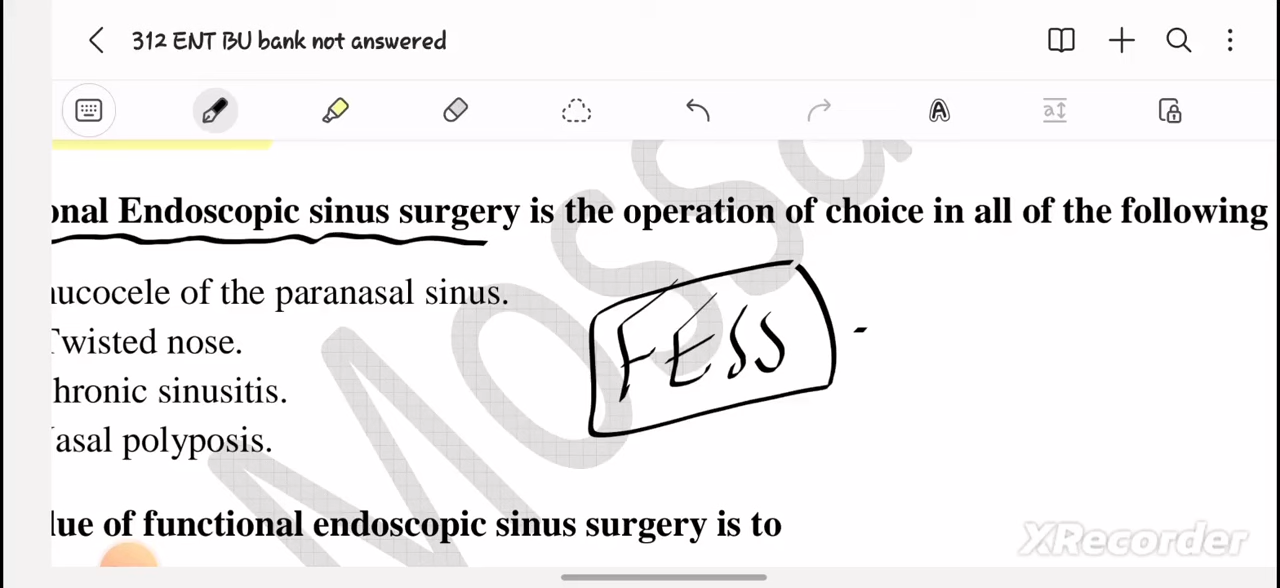 312 ENT BU bank not answered
onal Endoscopic sinus surgery is the operation of choice in all of the following
ucocele of the paranasal sinus.
Twisted nose.
FESS -
hronic sinusitis.
asal polyposis.
lue of functional endoscopic sinus surgery is to
XRecorder